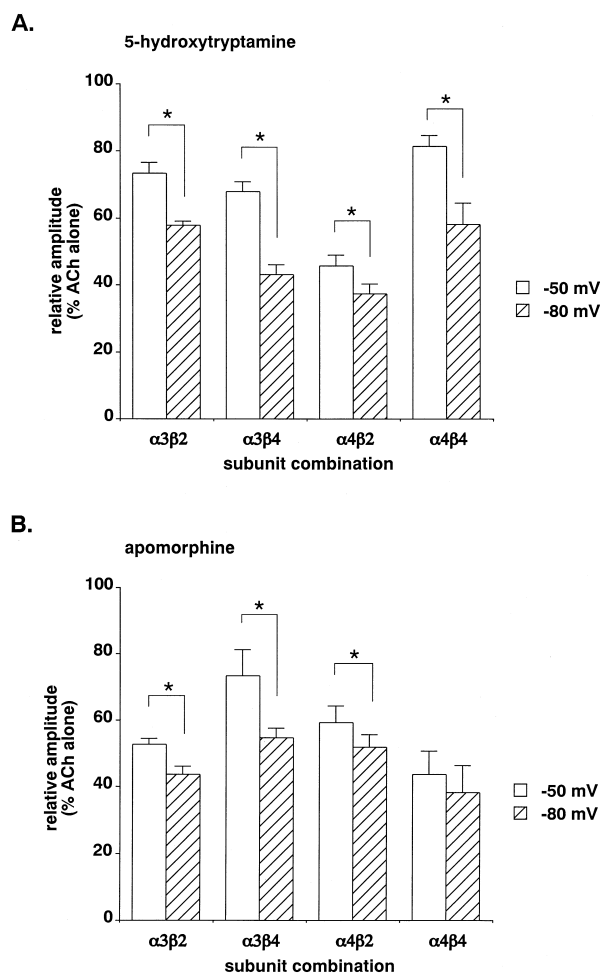 A.
5-hydroxytryptamine
100
80
60
40
20
0
relative amplitude
(% ACh alone)
*
*
*
*
-50 mV
-80 mV
α3β2
α3β4
α4β2
α4β4
subunit combination
B.
apomorphine
100
80
60
40
20
0
relative amplitude
(% ACh alone)
*
*
*
-50 mV
-80 mV
α3β2
α3β4
α4β2
α4β4
subunit combination